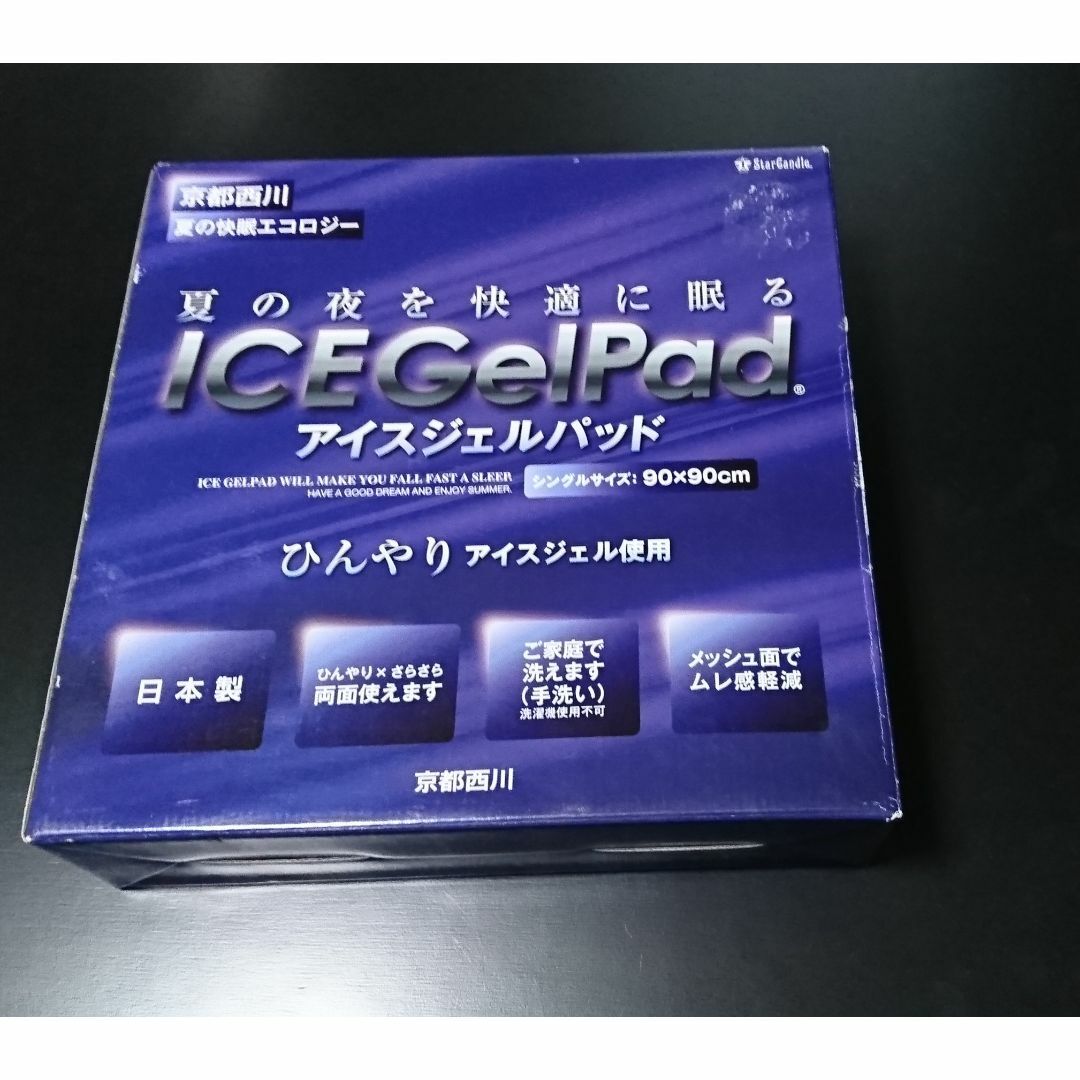 StarCandle.
京都西川
夏の快眠エコロジー
夏の夜を快適に眠る
ICEGelPad®
アイスジェルパッド
ICE GELPAD WILL MAKE YOU FALL FAST A SLEEP
HAVE A GOOD DREAM AND ENJOY SUMMER.
シングルサイズ: 90×90cm
ひんやり アイスジェル使用
日本製
ひんやり×さらさら
両面使えます
ご家庭で
洗えます
(手洗い)
洗濯機使用不可
メッシュ面で
ムレ感軽減
京都西川